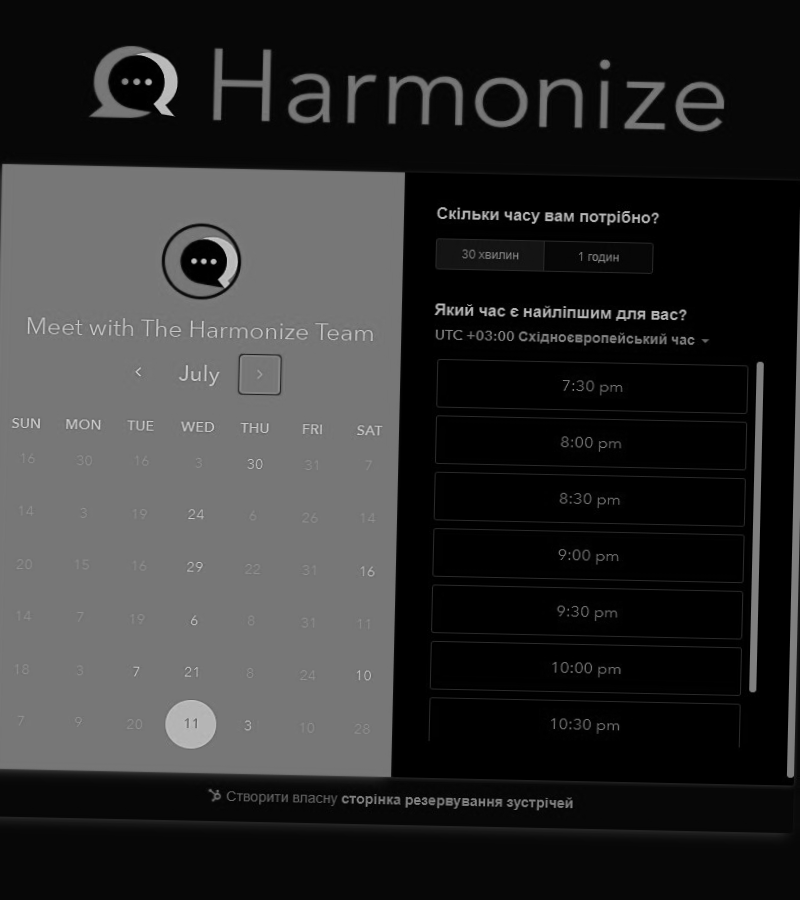 Harmonize
Meet with The Harmonize Team
July
SUN MON TUE WED THU FRI SAT
16 30 16 3 30 31 7
14 3 19 24 6 26 14
20 15 16 29 22 31 16
14 7 19 6 8 31 11
18 3 7 21 8 24 10
7 9 20 11 3 10 28
Скільки часу вам потрібно?
30 хвилин 1 годин
Який час є найліпшим для вас?
UTC +03:00 Східноєвропейський час
7:30 pm
8:00 pm
8:30 pm
9:00 pm
9:30 pm
10:00 pm
10:30 pm
Створити власну сторінка резервування зустрічей